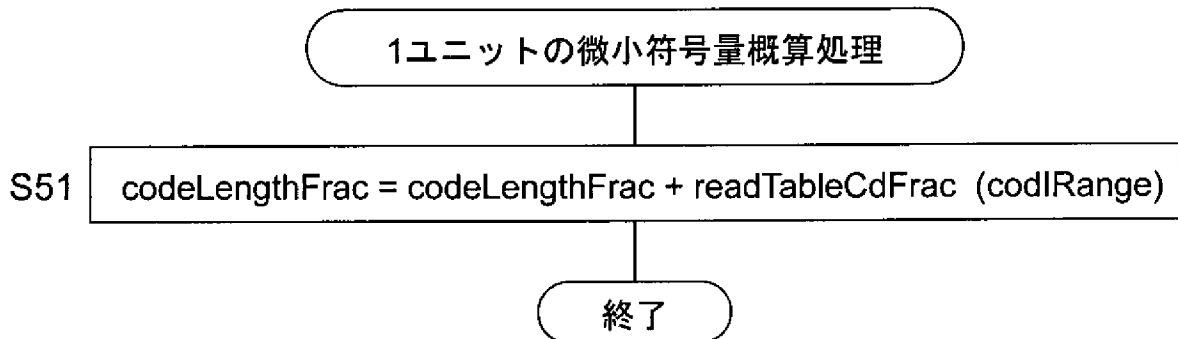 1ユニットの微小符号量概算処理
S51 codeLengthFrac = codeLengthFrac + readTableCdFrac (codIRange)
終了